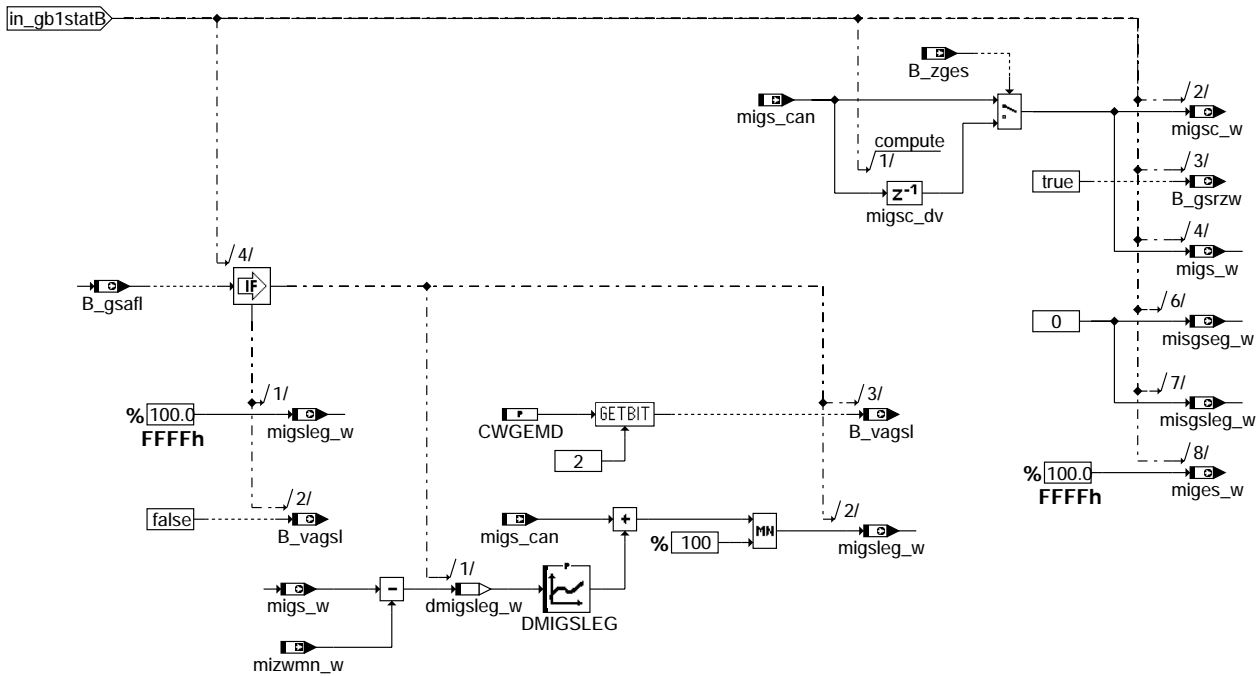 in_gb1statB
B_zges
/2/
migs_can
migsc_w
compute
1/
/3/
true
z-1
B_gsrzw
migsc_dv
/4/
/4/
migs_w
IF
B_gsafl
/6/
0
misgseg_w
/1/
/3/
/7/
% 100.0
FFFFh
migsleg_w
CWGEMD
GETBIT
B_vagsl
misgsleg_w
2
/8/
% 100.0
FFFFh
miges_w
/2/
false
B_vagsl
migs_can
+
% 100
MN
/2/
migsleg_w
/1/
P
migs_w
-
dmigsleg_w
DMIGSLEG
mizwmn_w